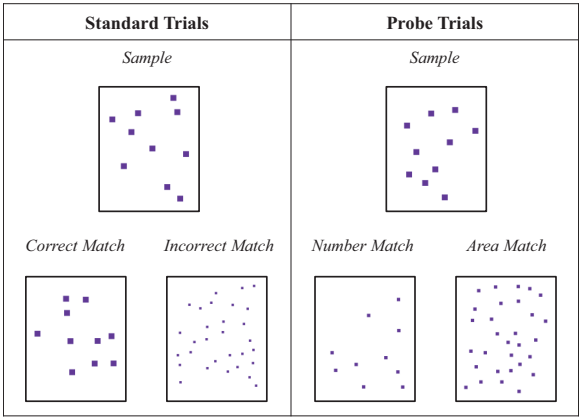 Standard Trials
Probe Trials
Sample
Sample
Correct Match
Incorrect Match
Number Match
Area Match